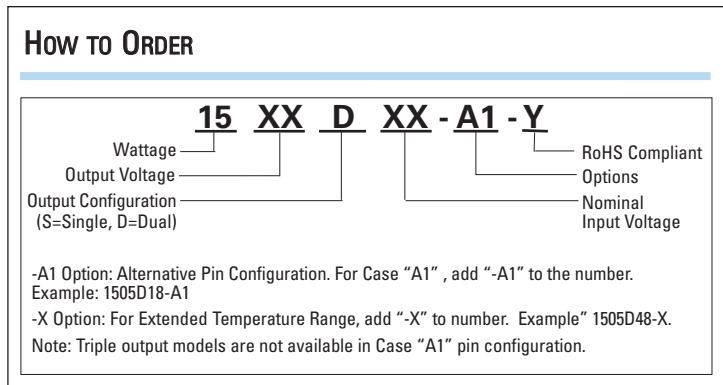 HOW TO ORDER
15 XX D XX - A1 - Y
Wattage
RoHS Compliant
Output Voltage
Options
Output Configuration
(S=Single, D=Dual)
Nominal
Input Voltage
-A1 Option: Alternative Pin Configuration. For Case “A1” , add “-A1” to the number.
Example: 1505D18-A1
-X Option: For Extended Temperature Range, add “-X” to number. Example” 1505D48-X.
Note: Triple output models are not available in Case “A1” pin configuration.